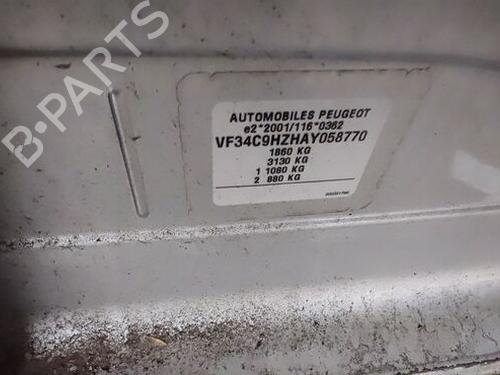 B-PARTS
AUTOMOBILES PEUGEOT
e2*2001/116*0362
VF34C9HZHAY058770
1860 KG
3130 KG
1 1080 KG
2 880 KG